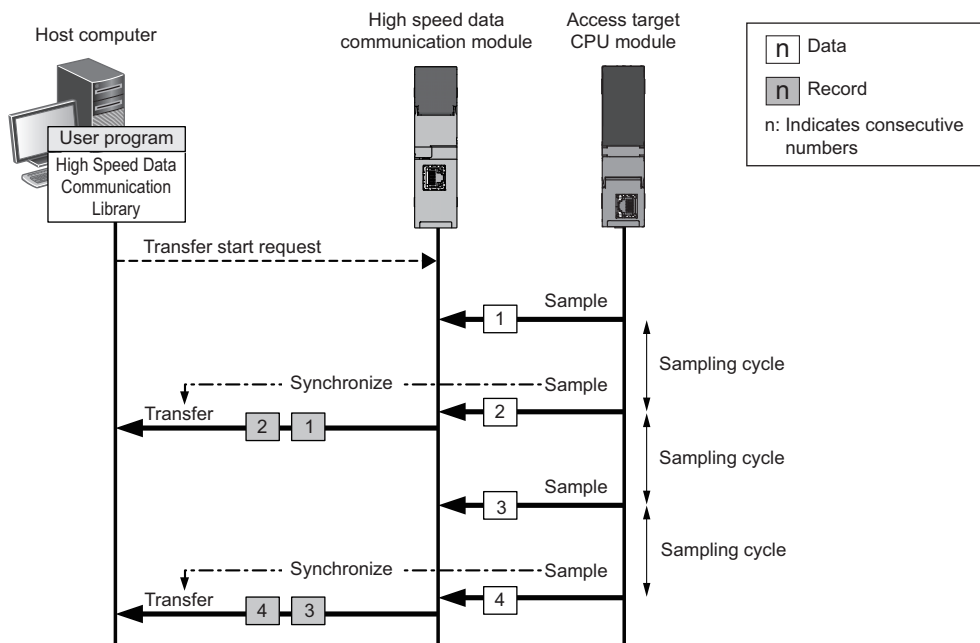 Host computer
High speed data
communication module
Access target
CPU module
n Data
n Record
n: Indicates consecutive
numbers
User program
High Speed Data
Communication
Library
Transfer start request
Sample
1
Sampling cycle
Synchronize
Sample
2
Transfer
2 1
Sampling cycle
Sample
3
Sampling cycle
Synchronize
Sample
4
Transfer
4 3